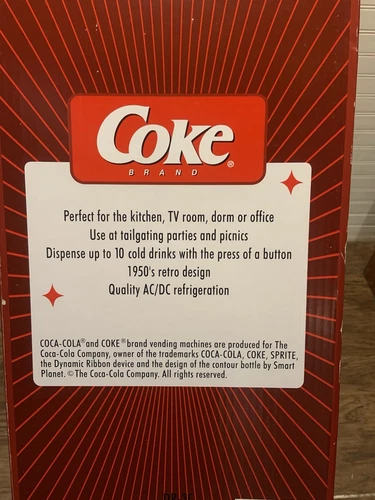 Coke®
BRAND
Perfect for the kitchen, TV room, dorm or office
Use at tailgating parties and picnics
Dispense up to 10 cold drinks with the press of a button
1950's retro design
Quality AC/DC refrigeration
COCA-COLA® and COKE® brand vending machines are produced for The
Coca-Cola Company, owner of the trademarks COCA-COLA, COKE, SPRITE,
the Dynamic Ribbon device and the design of the contour bottle by Smart
Planet. © The Coca-Cola Company. All rights reserved.